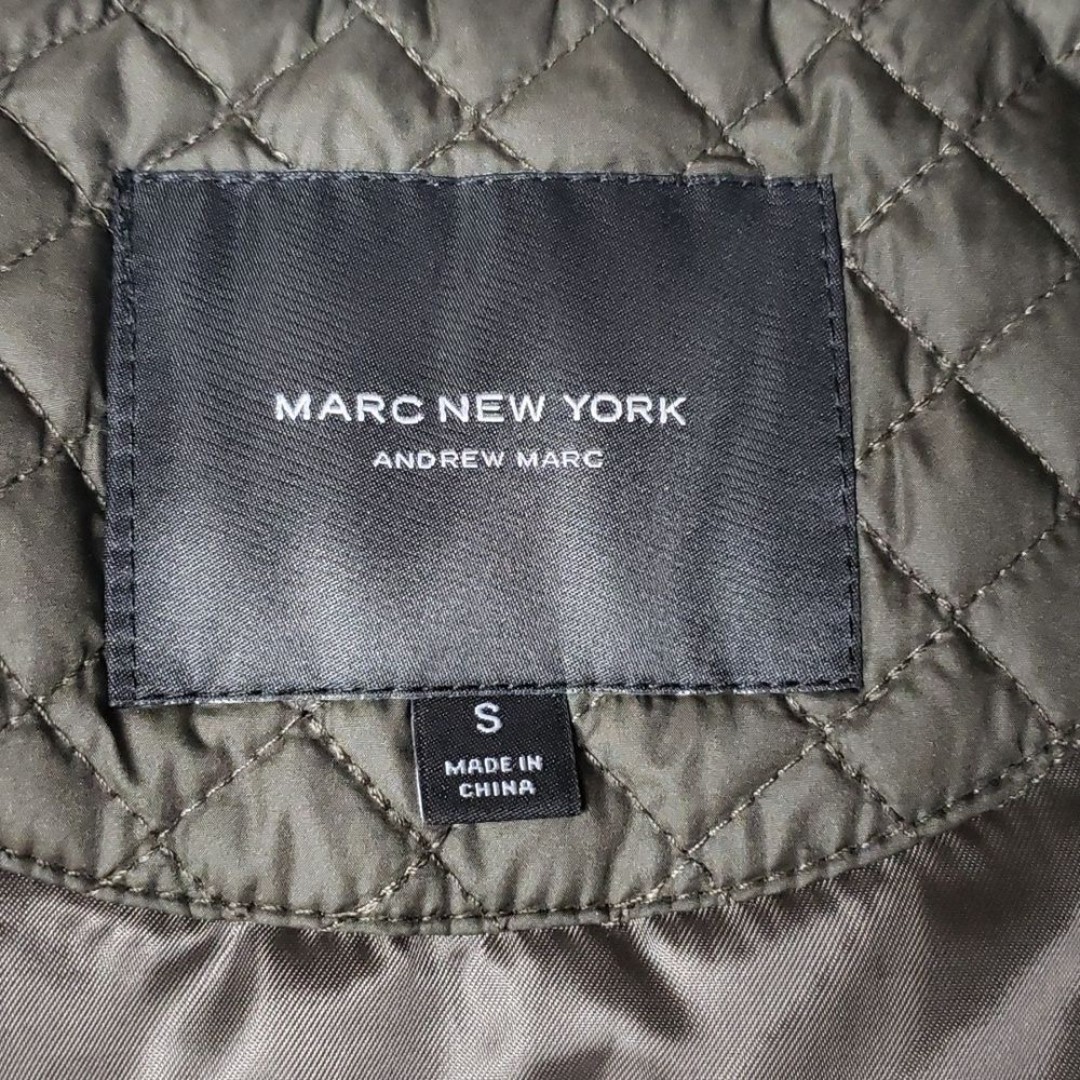 MARC NEW YORK
ANDREW MARC
S
MADE IN
CHINA